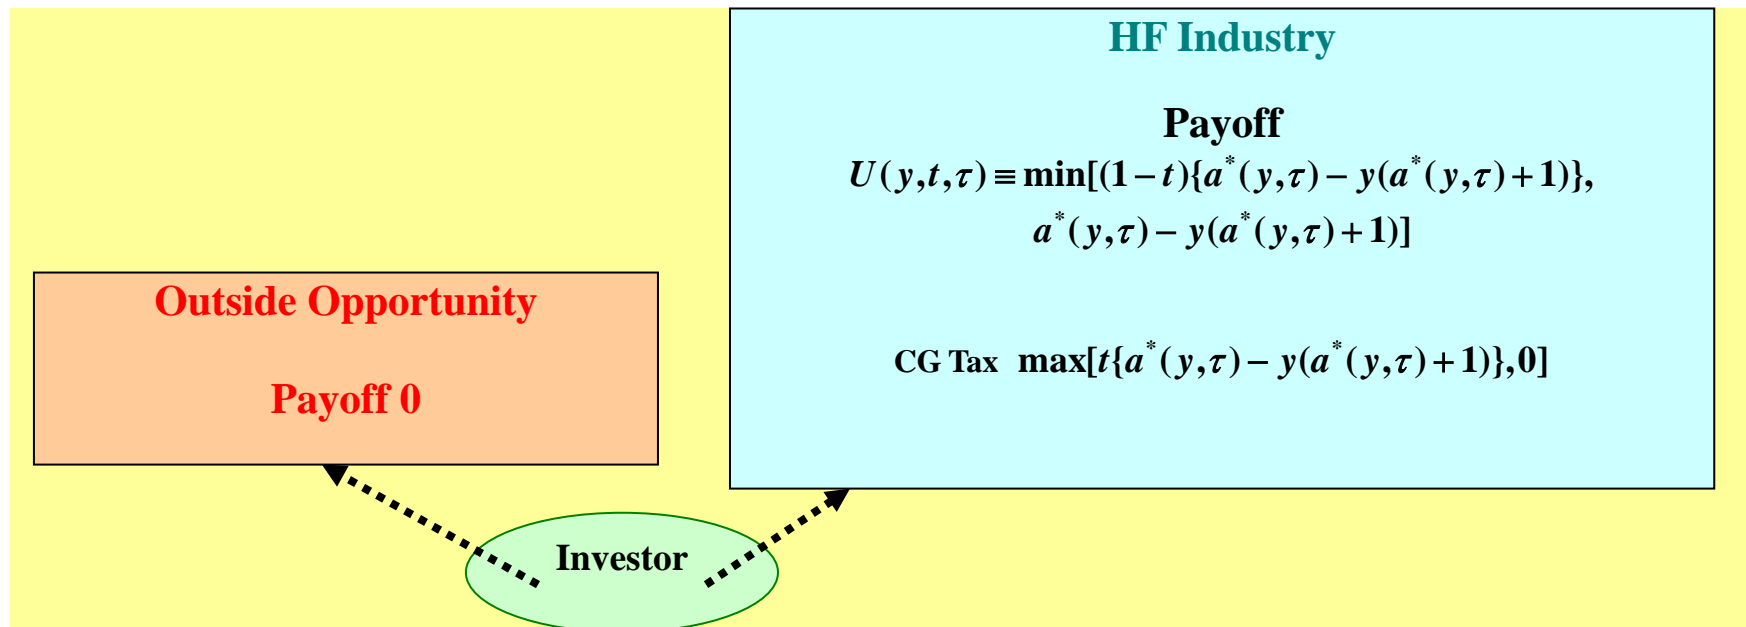 HF Industry
Payoff
U(y,t,τ) ≡ min[(1−t){a*(y,τ)−y(a*(y,τ)+1)},
a*(y,τ)−y(a*(y,τ)+1)]
Outside Opportunity
CG Tax max[t{a*(y,τ)−y(a*(y,τ)+1)},0]
Payoff 0
Investor